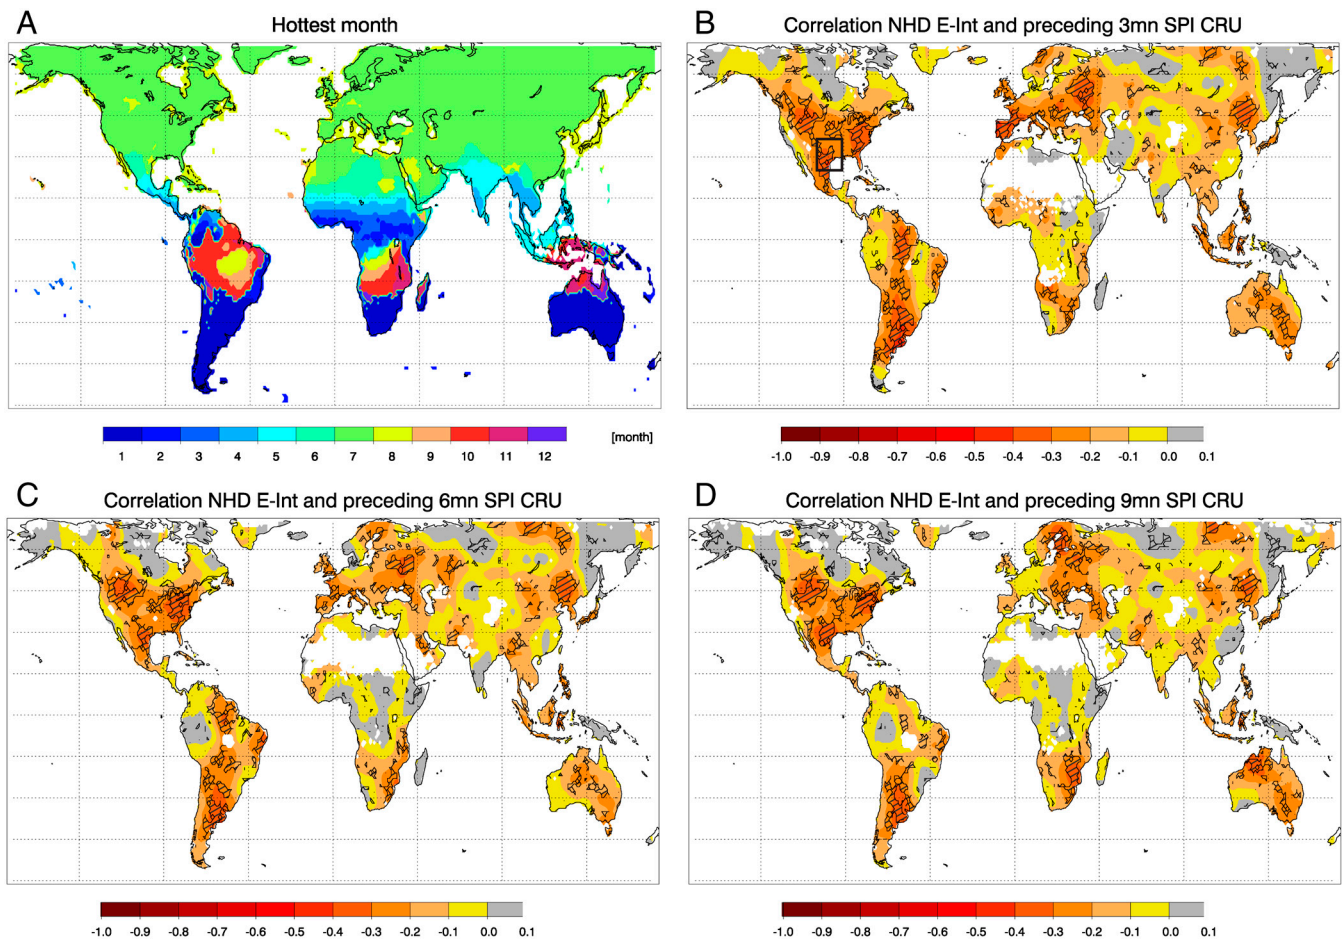 A
Hottest month
1 2 3 4 5 6 7 8 9 10 11 12
[month]
B
Correlation NHD E-Int and preceding 3mn SPI CRU
-1.0 -0.9 -0.8 -0.7 -0.6 -0.5 -0.4 -0.3 -0.2 -0.1 0.0 0.1
C
Correlation NHD E-Int and preceding 6mn SPI CRU
-1.0 -0.9 -0.8 -0.7 -0.6 -0.5 -0.4 -0.3 -0.2 -0.1 0.0 0.1
D
Correlation NHD E-Int and preceding 9mn SPI CRU
-1.0 -0.9 -0.8 -0.7 -0.6 -0.5 -0.4 -0.3 -0.2 -0.1 0.0 0.1